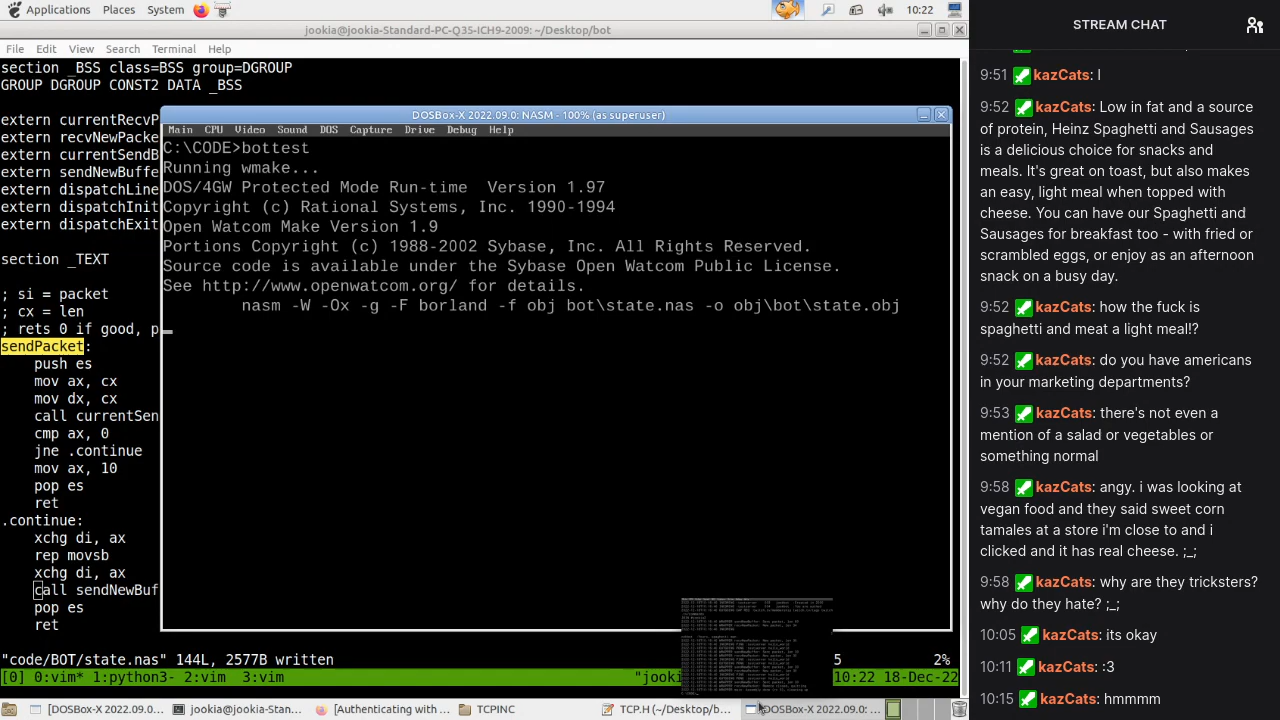 Applications Places System 10:22
jookia@jookia-Standard-PC-Q35-ICH9-2009: ~/Desktop/bot
File Edit View Search Terminal Help
section _BSS class=BSS group=DGROUP
GROUP DGROUP CONST2 DATA _BSS
extern currentRecvP
extern recvNewPacke
extern currentSendB
extern sendNewBuffe
extern dispatchLine
extern dispatchInit
extern dispatchExit
section _TEXT
; si = packet
; cx = len
; rets 0 if good, p
sendPacket:
push es
mov ax, cx
mov dx, cx
call currentSen
cmp ax, 0
jne .continue
mov ax, 10
pop es
ret
.continue:
xchg di, ax
rep movsb
xchg di, ax
call sendNewBuf
pop es
ret
DOSBox-X 2022.09.0: NASM - 100% (as superuser)
Main CPU Video Sound DOS Capture Drive Debug Help
C:\CODE>bottest
Running wmake...
DOS/4GW Protected Mode Run-time Version 1.97
Copyright (c) Rational Systems, Inc. 1990-1994
Open Watcom Make Version 1.9
Portions Copyright (c) 1988-2002 Sybase, Inc. All Rights Reserved.
Source code is available under the Sybase Open Watcom Public License.
See http://www.openwatcom.org/ for details.
nasm -W -Ox -g -F borland -f obj bot\state.nas -o obj\bot\state.obj
2%
1:python3- 2:vim 3:vim
10:22 18-Dec-22
[DOSBox-X 2022.09.0:... jookia@jookia-Standar... [Authenticating with ... TCPINC TCP.H (~/Desktop/b... DOSBox-X 2022.09.0: ...
STREAM CHAT
9:51 kazCats: I
9:52 kazCats: Low in fat and a source
of protein, Heinz Spaghetti and Sausages
is a delicious choice for snacks and
meals. It's great on toast, but also makes
an easy, light meal when topped with
cheese. You can have our Spaghetti and
Sausages for breakfast too - with fried or
scrambled eggs, or enjoy as an afternoon
snack on a busy day.
9:52 kazCats: how the fuck is
spaghetti and meat a light meal!?
9:52 kazCats: do you have americans
in your marketing departments?
9:53 kazCats: there's not even a
mention of a salad or vegetables or
something normal
9:58 kazCats: angy. i was looking at
vegan food and they said sweet corn
tamales at a store i'm close to and i
clicked and it has real cheese. ;_;
9:58 kazCats: why are they tricksters?
why do they hate? ;_;
10:05 kazCats: its okay
10:11 kazCats: :3
10:15 kazCats: hmmmm